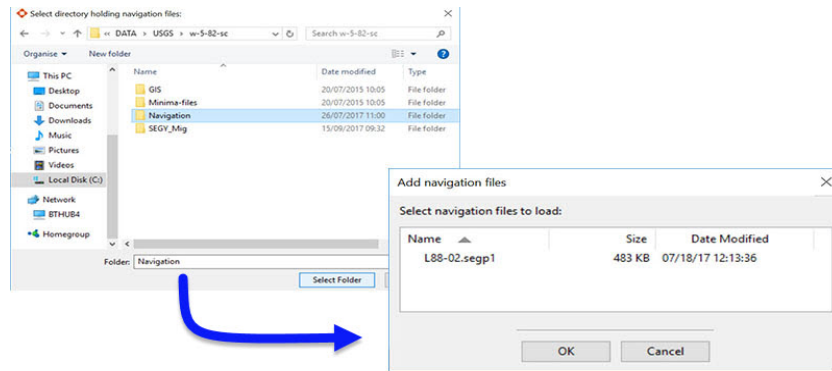 Select directory holding navigation files:
« DATA › USGS › w-5-82-sc
Search w-5-82-sc
Organise
New folder
Name
Date modified
Type
This PC
Desktop
Documents
Downloads
Music
Pictures
Videos
Local Disk (C:)
Network
BTHUB4
Homegroup
GIS 20/07/2015 10:05 File folder
Minima-files 20/07/2015 10:05 File folder
Navigation 26/07/2017 11:00 File folder
SEGY_Mig 15/09/2017 09:32 File folder
Folder: Navigation
Select Folder
Add navigation files
Select navigation files to load:
Name Size Date Modified
L88-02.segp1 483 KB 07/18/17 12:13:36
OK Cancel